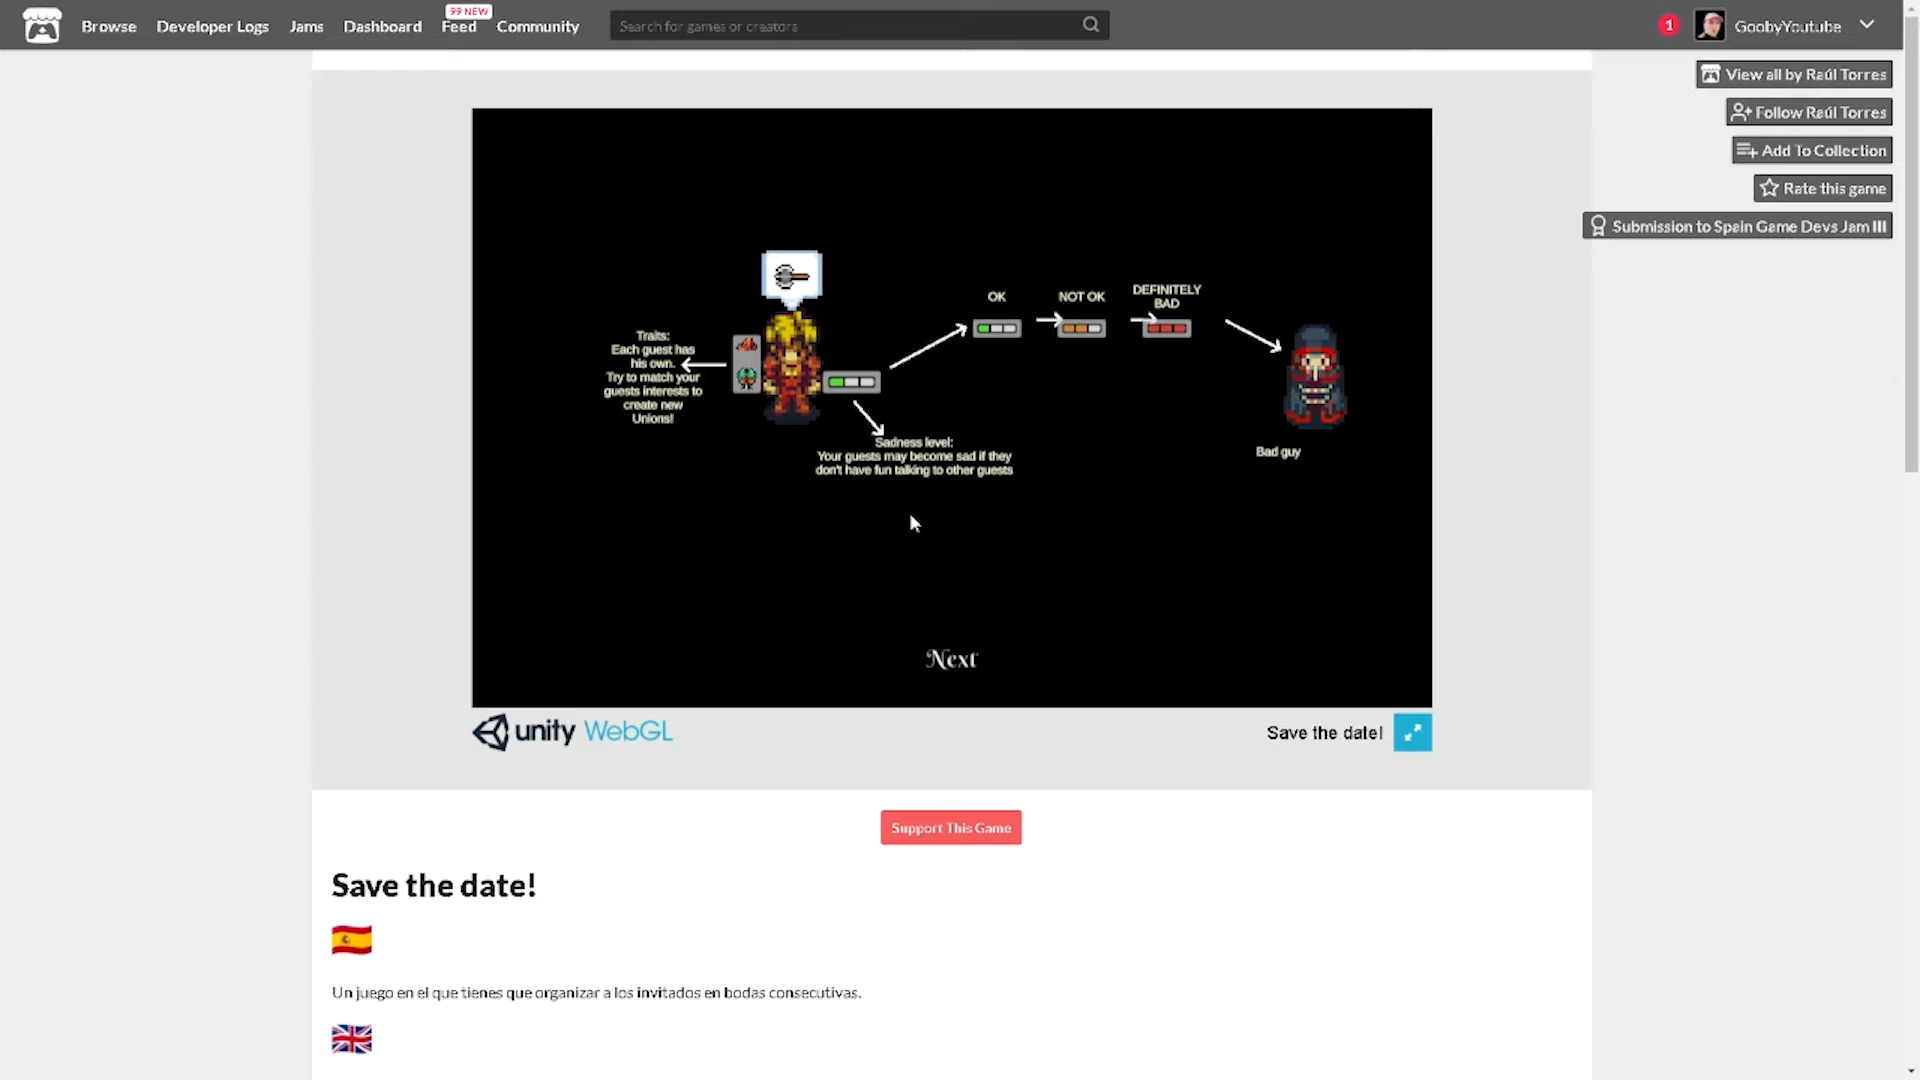 Browse
Developer Logs
Jams
Dashboard
99 NEW
Feed
Community
Search for games or creators
1
GoobyYoutube
View all by Raúl Torres
Follow Raúl Torres
Add To Collection
Rate this game
Submission to Spain Game Devs Jam III
OK
NOT OK
DEFINITELY
BAD
Traits:
Each guest has
his own.
Try to match your
guests interests to
create new
Unions!
Sadness level:
Your guests may become sad if they
don't have fun talking to other guests
Bad guy
Next
unity WebGL
Save the date!
Support This Game
Save the date!
Un juego en el que tienes que organizar a los invitados en bodas consecutivas.